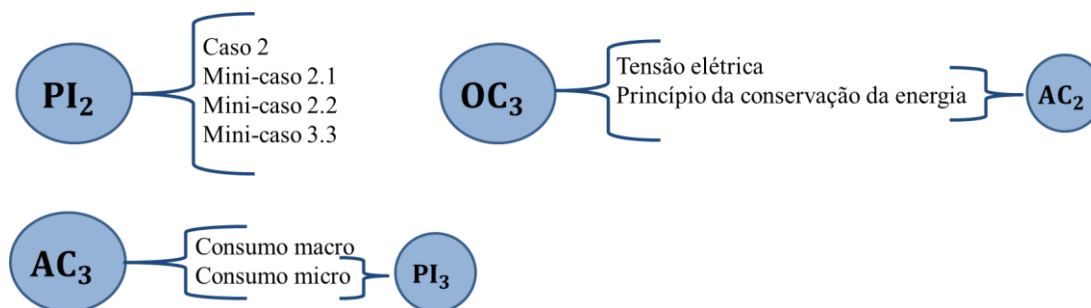 PI₂
Caso 2
Mini-caso 2.1
Mini-caso 2.2
Mini-caso 3.3
OC₃
Tensão elétrica
Princípio da conservação da energia
AC₂
AC₃
Consumo macro
Consumo micro
PI₃